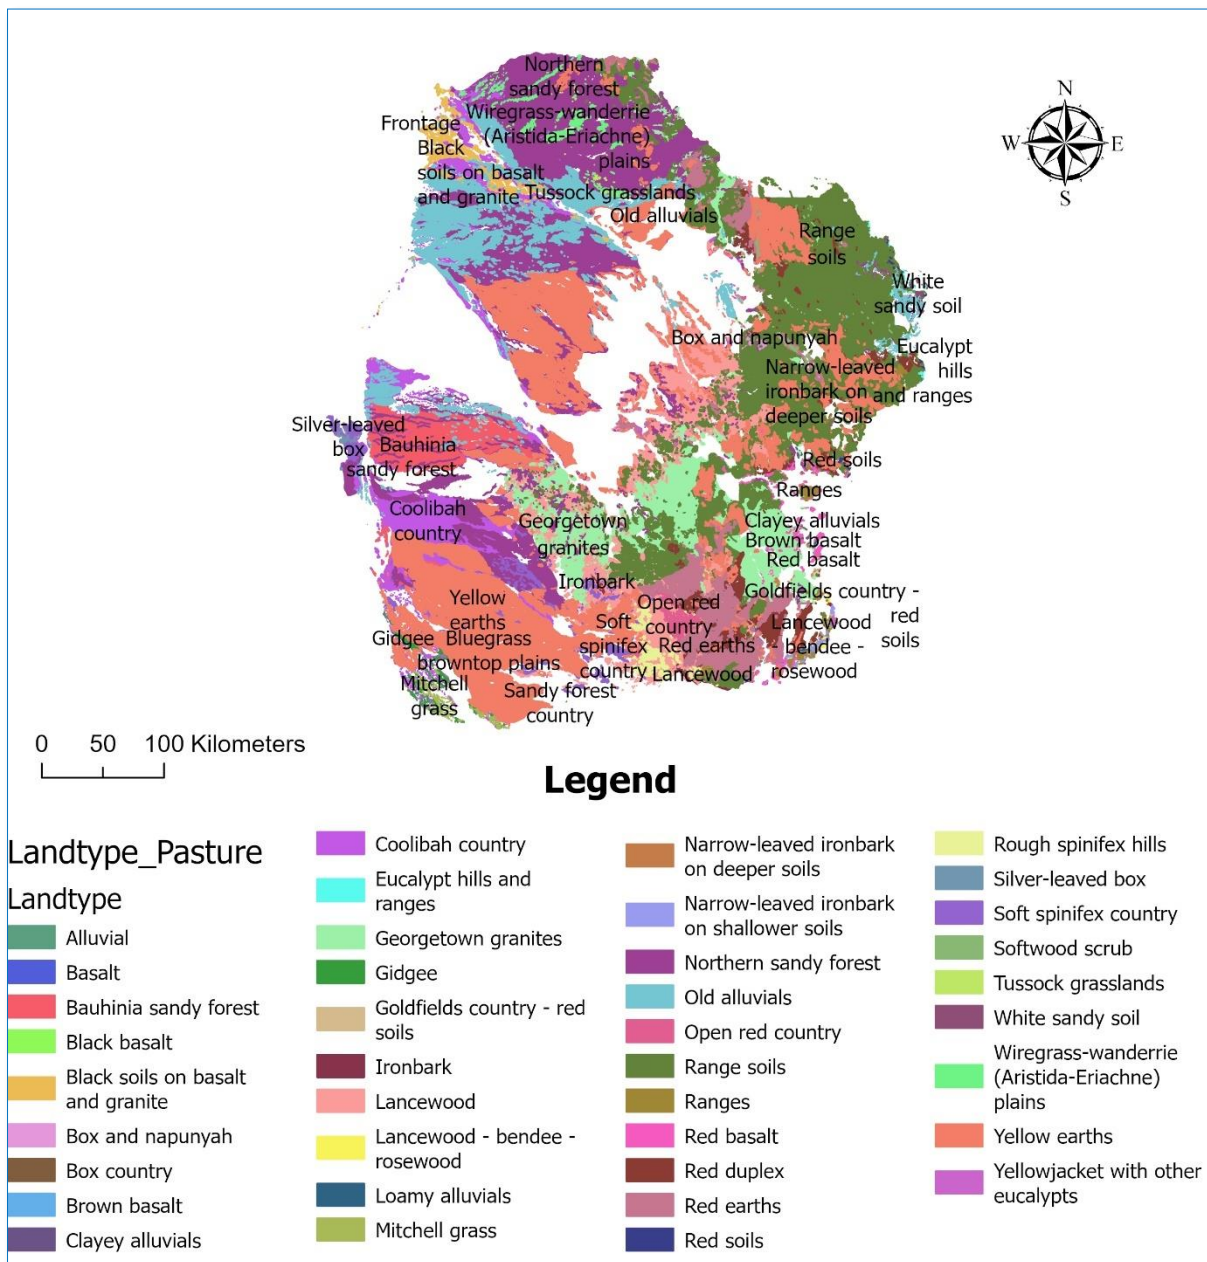 Northern
sandy forest
N
Wiregrass-wanderrie
(Aristida-Eriachne)
plains
Frontage
Black
soils on basalt
and granite
W
E
S
Tussock grasslands
Old alluvials
Range
soils
White
sandy soil
Box and napunyah
Eucalypt
hills
and ranges
Narrow-leaved
ironbark on
deeper soils
Silver-leaved
box
Bauhinia
sandy forest
Red soils
Ranges
Coolibah
country
Georgetown
granites
Clayey alluvials
Brown basalt
Red basalt
Ironbark
Goldfields country -
red
soils
Yellow
earths
Soft
spinifex
country
Open red
country
Red earths
Lancewood
- bendee -
rosewood
Gidgee
Bluegrass
browntop plains
Lancewood
Mitchell
grass
Sandy forest
country
0 50 100 Kilometers
Legend
Landtype_Pasture
Landtype
Alluvial
Basalt
Bauhinia sandy forest
Black basalt
Black soils on basalt
and granite
Box and napunyah
Box country
Brown basalt
Clayey alluvials
Coolibah country
Eucalypt hills and
ranges
Georgetown granites
Gidgee
Goldfields country - red
soils
Ironbark
Lancewood
Lancewood - bendee -
rosewood
Loamy alluvials
Mitchell grass
Narrow-leaved ironbark
on deeper soils
Narrow-leaved ironbark
on shallower soils
Northern sandy forest
Old alluvials
Open red country
Range soils
Ranges
Red basalt
Red duplex
Red earths
Red soils
Rough spinifex hills
Silver-leaved box
Soft spinifex country
Softwood scrub
Tussock grasslands
White sandy soil
Wiregrass-wanderrie
(Aristida-Eriachne)
plains
Yellow earths
Yellowjacket with other
eucalypts